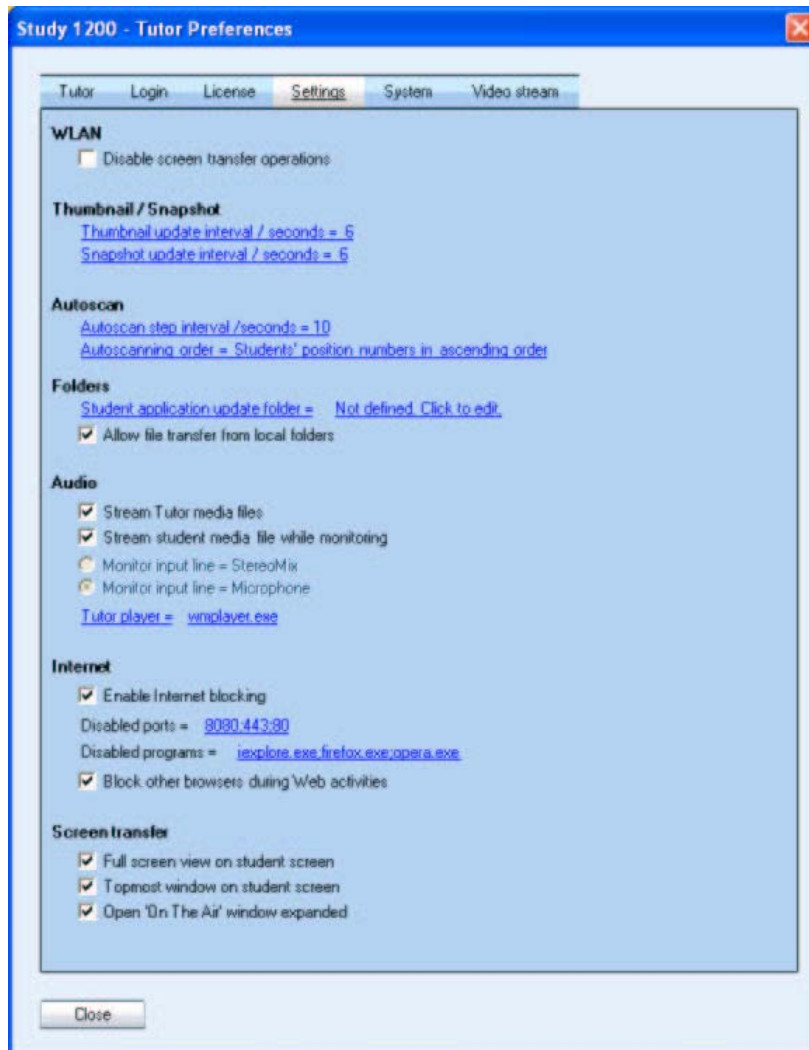 Study 1200 - Tutor Preferences
Tutor Login License Settings System Video stream
WLAN
Disable screen transfer operations
Thumbnail / Snapshot
Thumbnail update interval / seconds = 6
Snapshot update interval / seconds = 6
Autoscan
Autoscan step interval /seconds = 10
Autoscanning order = Students' position numbers in ascending order
Folders
Student application update folder = Not defined. Click to edit.
Allow file transfer from local folders
Audio
Stream Tutor media files
Stream student media file while monitoring
Monitor input line = StereoMix
Monitor input line = Microphone
Tutor player = wmplayer.exe
Internet
Enable Internet blocking
Disabled ports = 8080;443;80
Disabled programs = iexplore.exe;firefox.exe;opera.exe
Block other browsers during Web activities
Screen transfer
Full screen view on student screen
Topmost window on student screen
Open 'On The Air' window expanded
Close